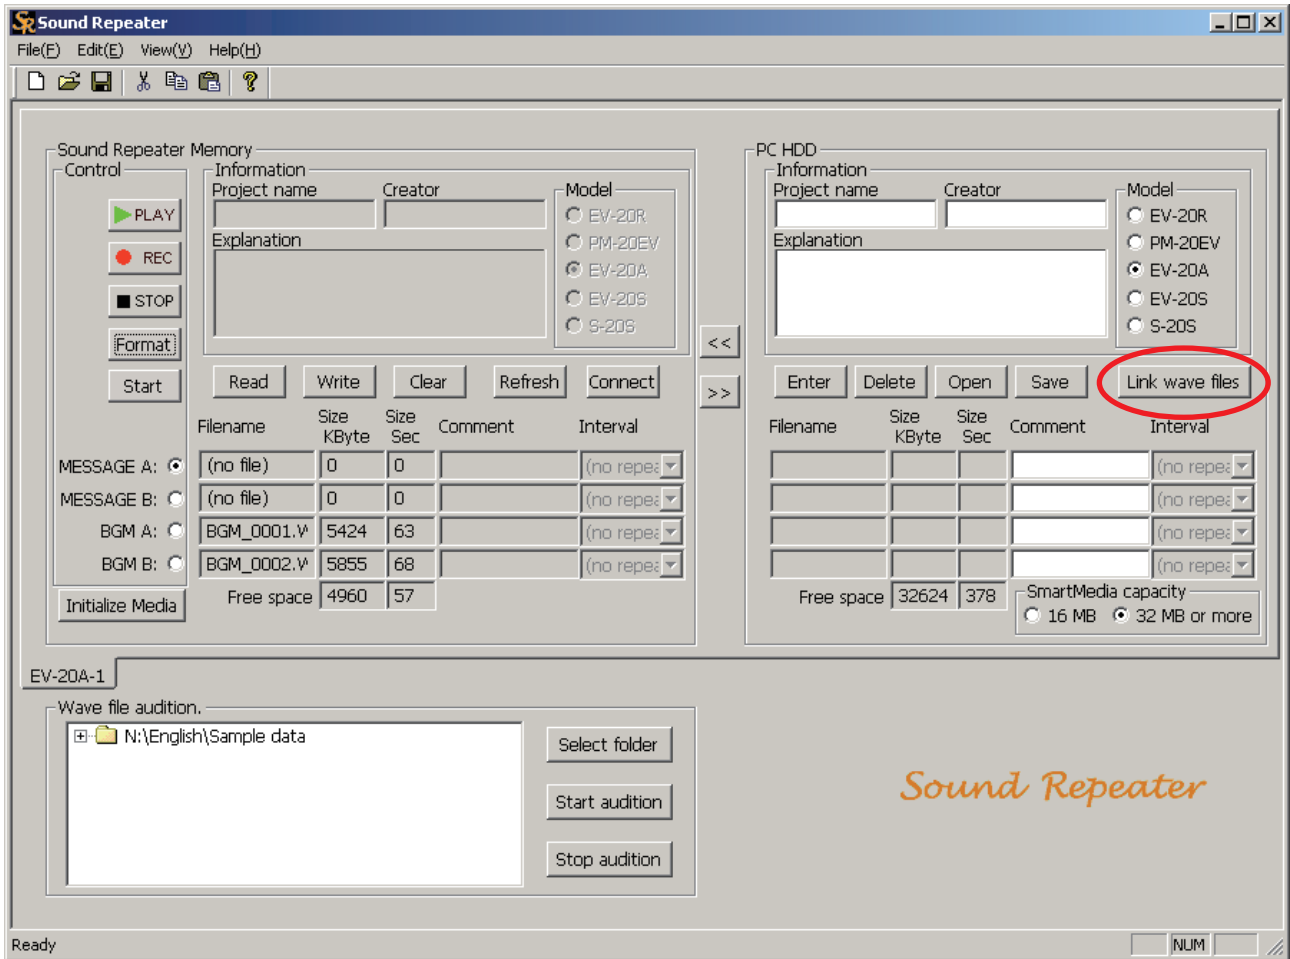 Sound Repeater
File(F) Edit(E) View(V) Help(H)
Sound Repeater Memory
Control
PLAY
REC
STOP
Format
Start
Information
Project name Creator
Explanation
Model
EV-20R
PM-20EV
EV-20A
EV-20S
S-20S
Read Write Clear Refresh Connect
Filename Size KByte Size Sec Comment Interval
MESSAGE A: (no file) 0 0 (no repea
MESSAGE B: (no file) 0 0 (no repea
BGM A: BGM_0001.W 5424 63 (no repea
BGM B: BGM_0002.W 5855 68 (no repea
Initialize Media Free space 4960 57
<<
>>
PC HDD
Information
Project name Creator
Explanation
Model
EV-20R
PM-20EV
EV-20A
EV-20S
S-20S
Enter Delete Open Save Link wave files
Filename Size KByte Size Sec Comment Interval
(no repea
(no repea
(no repea
(no repea
Free space 32624 378
SmartMedia capacity
16 MB 32 MB or more
EV-20A-1
Wave file audition.
N:\English\Sample data
Select folder
Start audition
Stop audition
Sound Repeater
Ready NUM